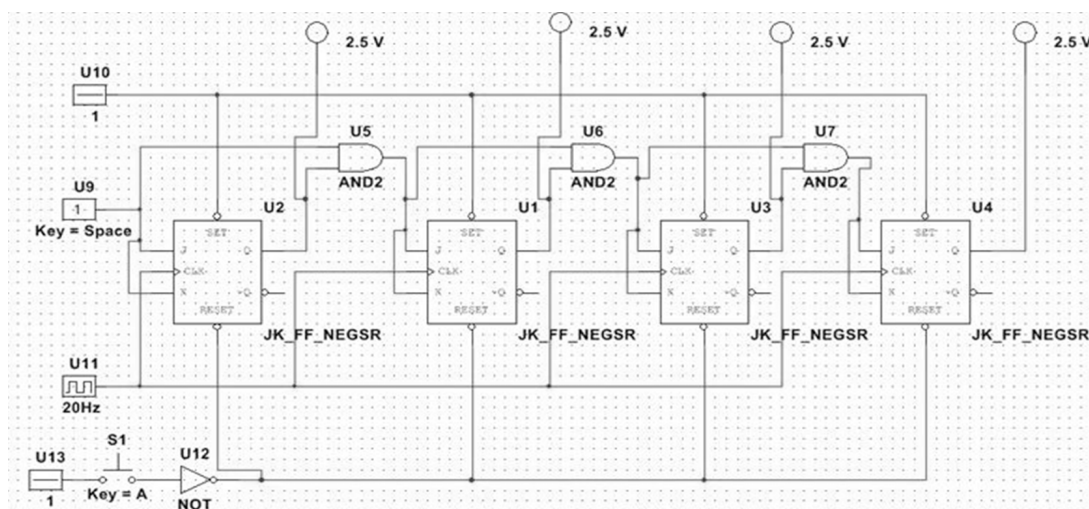 2.5 V
2.5 V
2.5 V
2.5 V
U10
1
U5
AND2
U6
AND2
U7
AND2
U9
1
Key = Space
U2
SET
J
Q
CLK
K
~Q
RESET
JK_FF_NEGSR
U1
SET
J
Q
CLK
K
~Q
RESET
JK_FF_NEGSR
U3
SET
J
Q
CLK
K
~Q
RESET
JK_FF_NEGSR
U4
SET
J
Q
CLK
K
~Q
RESET
JK_FF_NEGSR
U11
20Hz
U13
1
S1
Key = A
U12
NOT